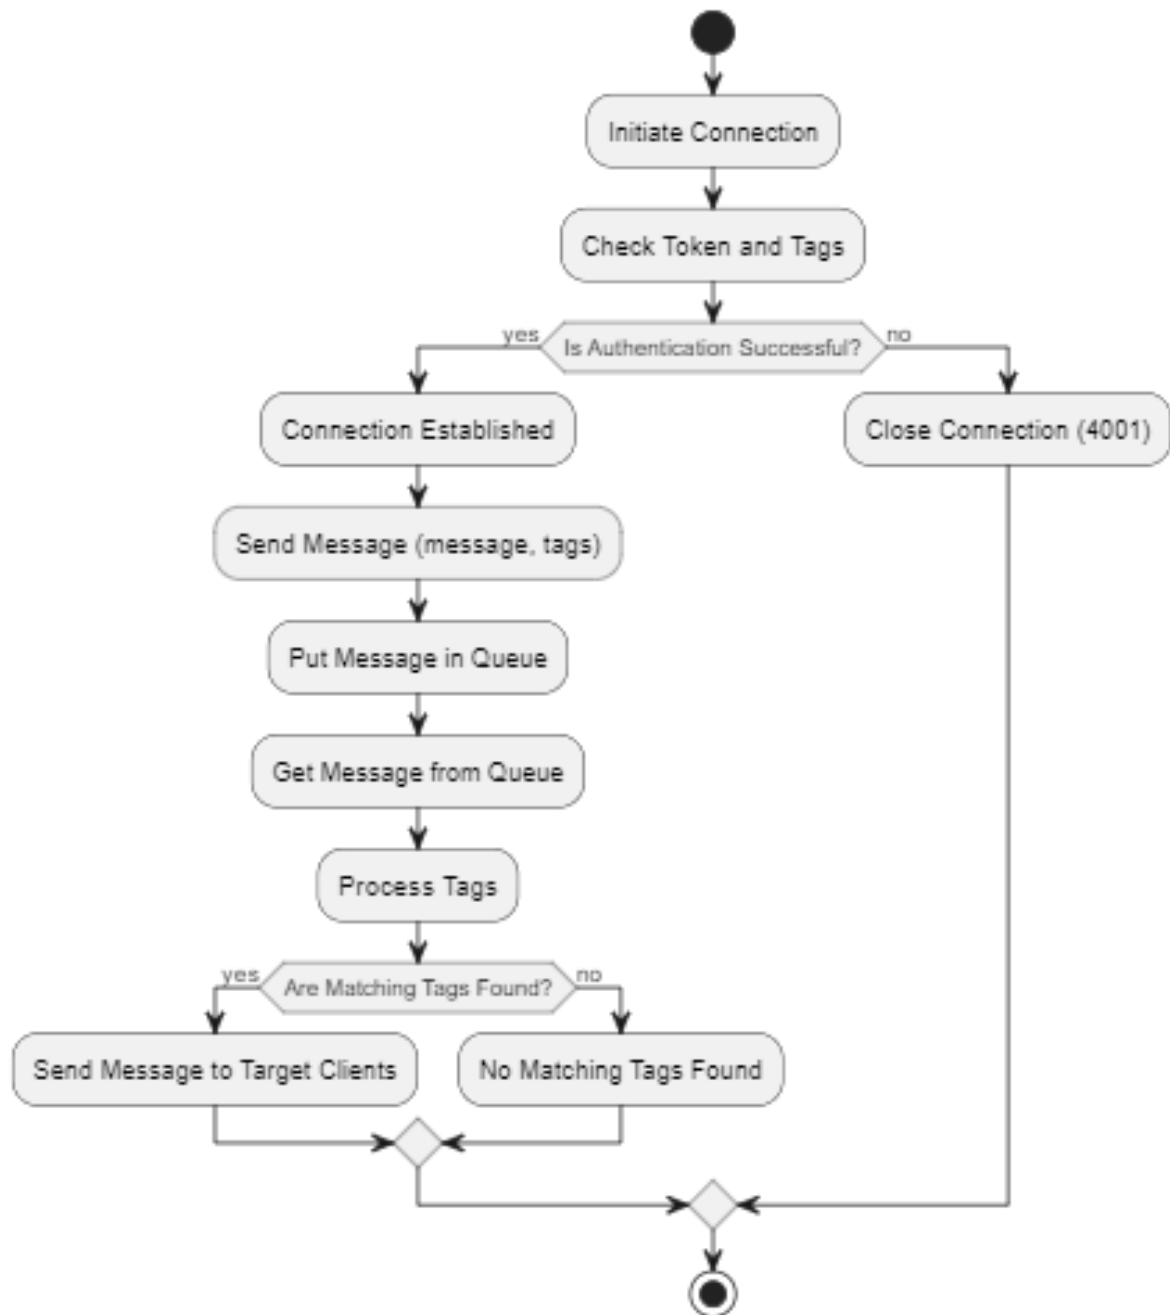 Initiate Connection
Check Token and Tags
yes
Is Authentication Successful?
no
Connection Established
Close Connection (4001)
Send Message (message, tags)
Put Message in Queue
Get Message from Queue
Process Tags
yes
Are Matching Tags Found?
no
Send Message to Target Clients
No Matching Tags Found